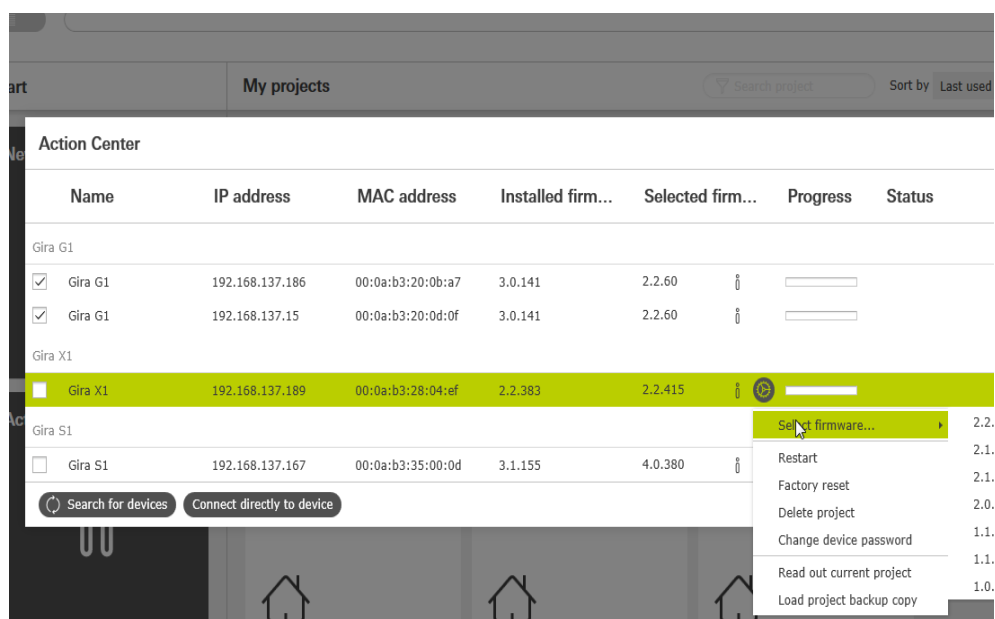 art My projects Search project Sort by Last used
Action Center
Name IP address MAC address Installed firm... Selected firm... Progress Status
Gira G1
Gira G1 192.168.137.186 00:0a:b3:20:0b:a7 3.0.141 2.2.60
Gira G1 192.168.137.15 00:0a:b3:20:0d:0f 3.0.141 2.2.60
Gira X1
Gira X1 192.168.137.189 00:0a:b3:28:04:ef 2.2.383 2.2.415
Gira S1
Gira S1 192.168.137.167 00:0a:b3:35:00:0d 3.1.155 4.0.380
Search for devices Connect directly to device
Select firmware...
Restart
Factory reset
Delete project
Change device password
Read out current project
Load project backup copy
2.2.
2.1.
2.1.
2.0.
1.1.
1.1.
1.0.